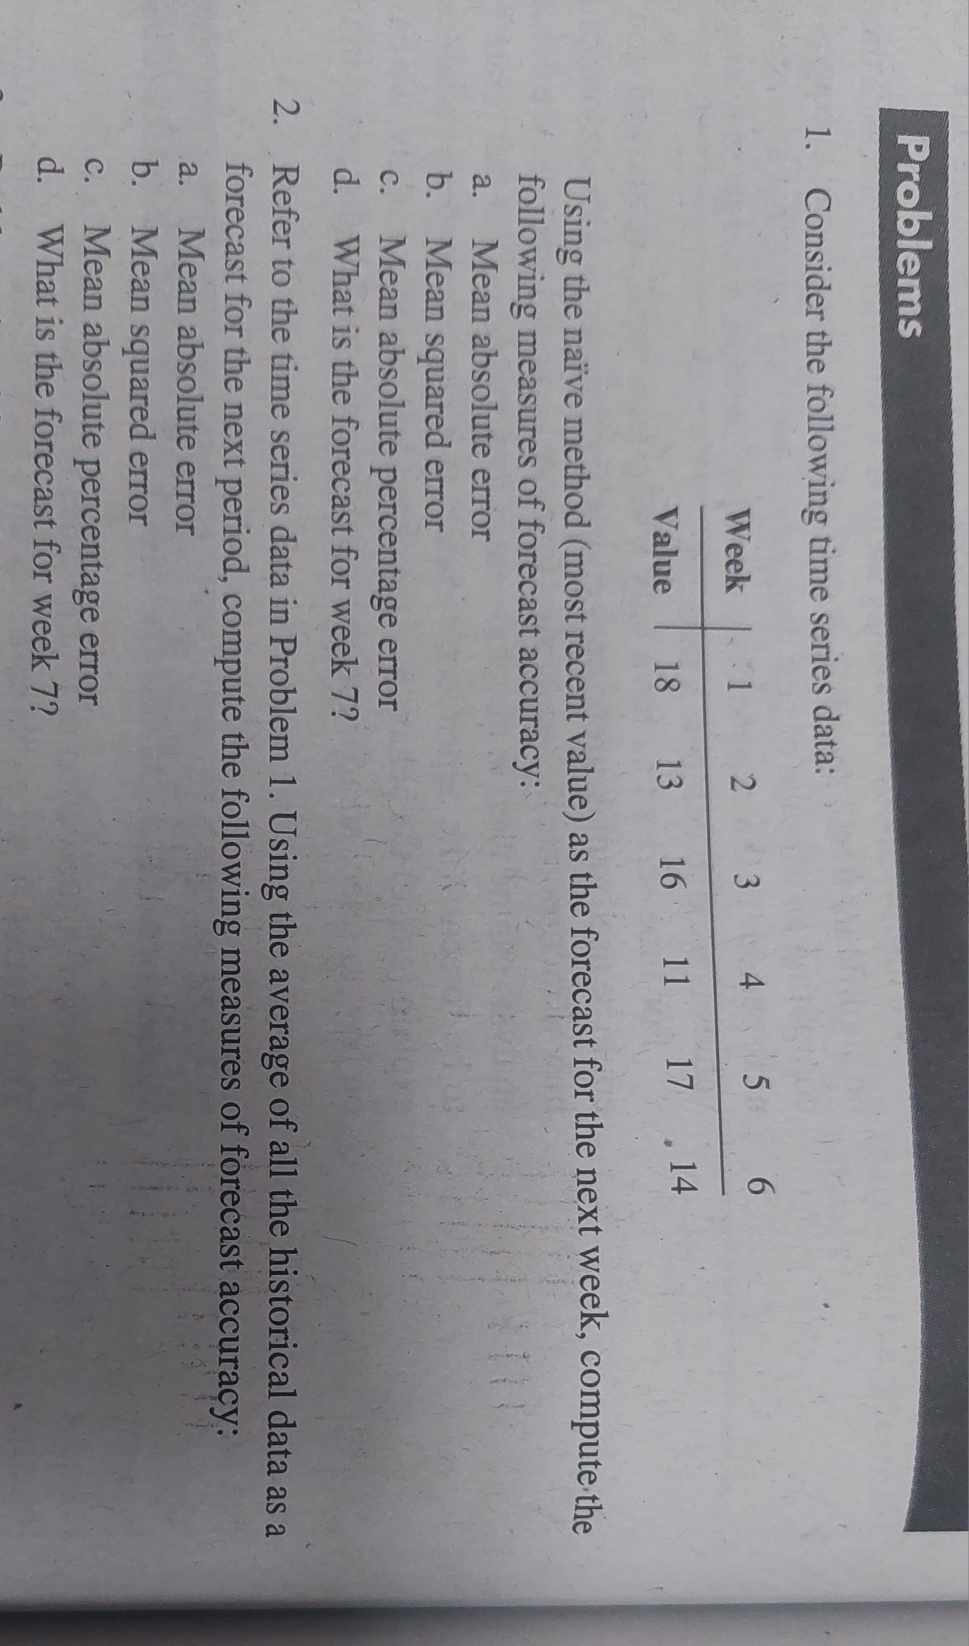 Problems
1. Consider the following time series data:
Week 1 2 3 4 5 6
Value 18 13 16 11 17 14
Using the naïve method (most recent value) as the forecast for the next week, compute the
following measures of forecast accuracy:
a. Mean absolute error
b. Mean squared error
c. Mean absolute percentage error
d. What is the forecast for week 7?
2. Refer to the time series data in Problem 1. Using the average of all the historical data as a
forecast for the next period, compute the following measures of forecast accuracy:
a. Mean absolute error
b. Mean squared error
c. Mean absolute percentage error
d. What is the forecast for week 7?